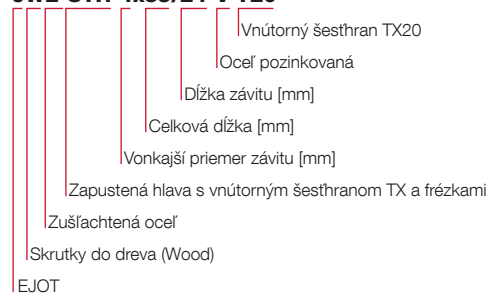 Vnútorný šesťhran TX20
Oceľ pozinkovaná
Dĺžka závitu [mm]
Celková dĺžka [mm]
Vonkajší priemer závitu [mm]
Zapustená hlava s vnútorným šesťhranom TX a frézkami
Zušľachtená oceľ
Skrutky do dreva (Wood)
EJOT